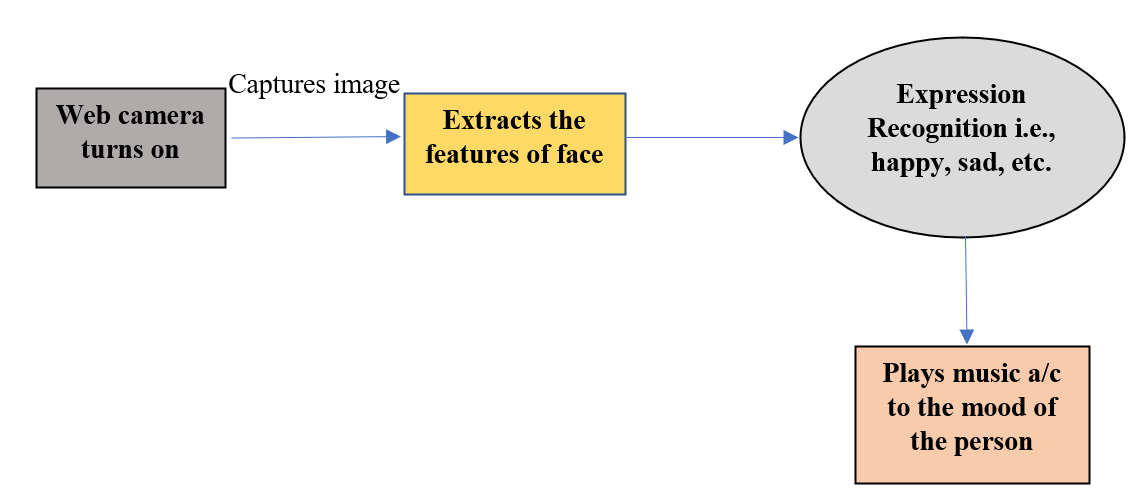 Captures image
Web camera
turns on
Extracts the
features of face
Expression
Recognition i.e.,
happy, sad, etc.
Plays music a/c
to the mood of
the person